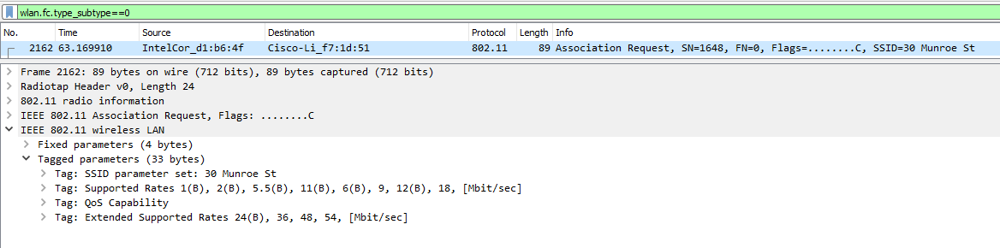 wlan.fc.type_subtype==0
No. Time Source Destination Protocol Length Info
2162 63.169910 IntelCor_d1:b6:4f Cisco-Li_f7:1d:51 802.11 89 Association Request, SN=1648, FN=0, Flags=........C, SSID=30 Munroe St
Frame 2162: 89 bytes on wire (712 bits), 89 bytes captured (712 bits)
Radiotap Header v0, Length 24
802.11 radio information
IEEE 802.11 Association Request, Flags: ........C
IEEE 802.11 wireless LAN
Fixed parameters (4 bytes)
Tagged parameters (33 bytes)
Tag: SSID parameter set: 30 Munroe St
Tag: Supported Rates 1(B), 2(B), 5.5(B), 11(B), 6(B), 9, 12(B), 18, [Mbit/sec]
Tag: QoS Capability
Tag: Extended Supported Rates 24(B), 36, 48, 54, [Mbit/sec]